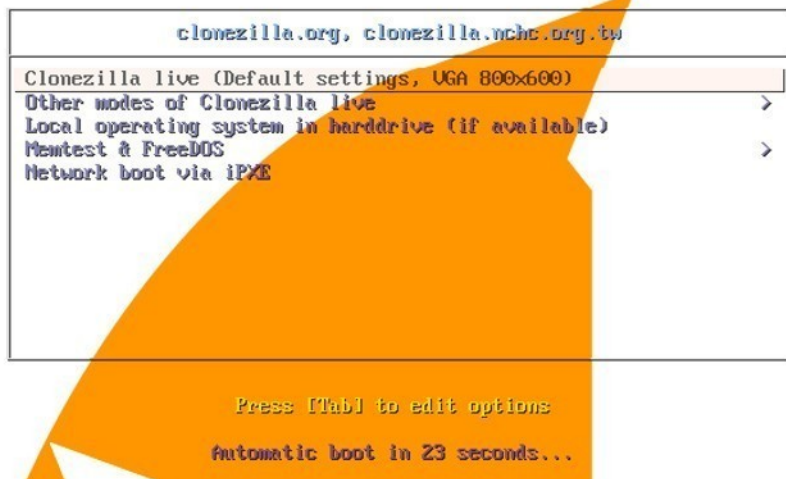 clonezilla.org, clonezilla.nchc.org.tw
Clonezilla live (Default settings, VGA 800x600)
Other modes of Clonezilla live >
Local operating system in harddrive (if available)
Memtest & FreeDOS >
Network boot via iPXE
Press [Tab] to edit options
Automatic boot in 23 seconds...